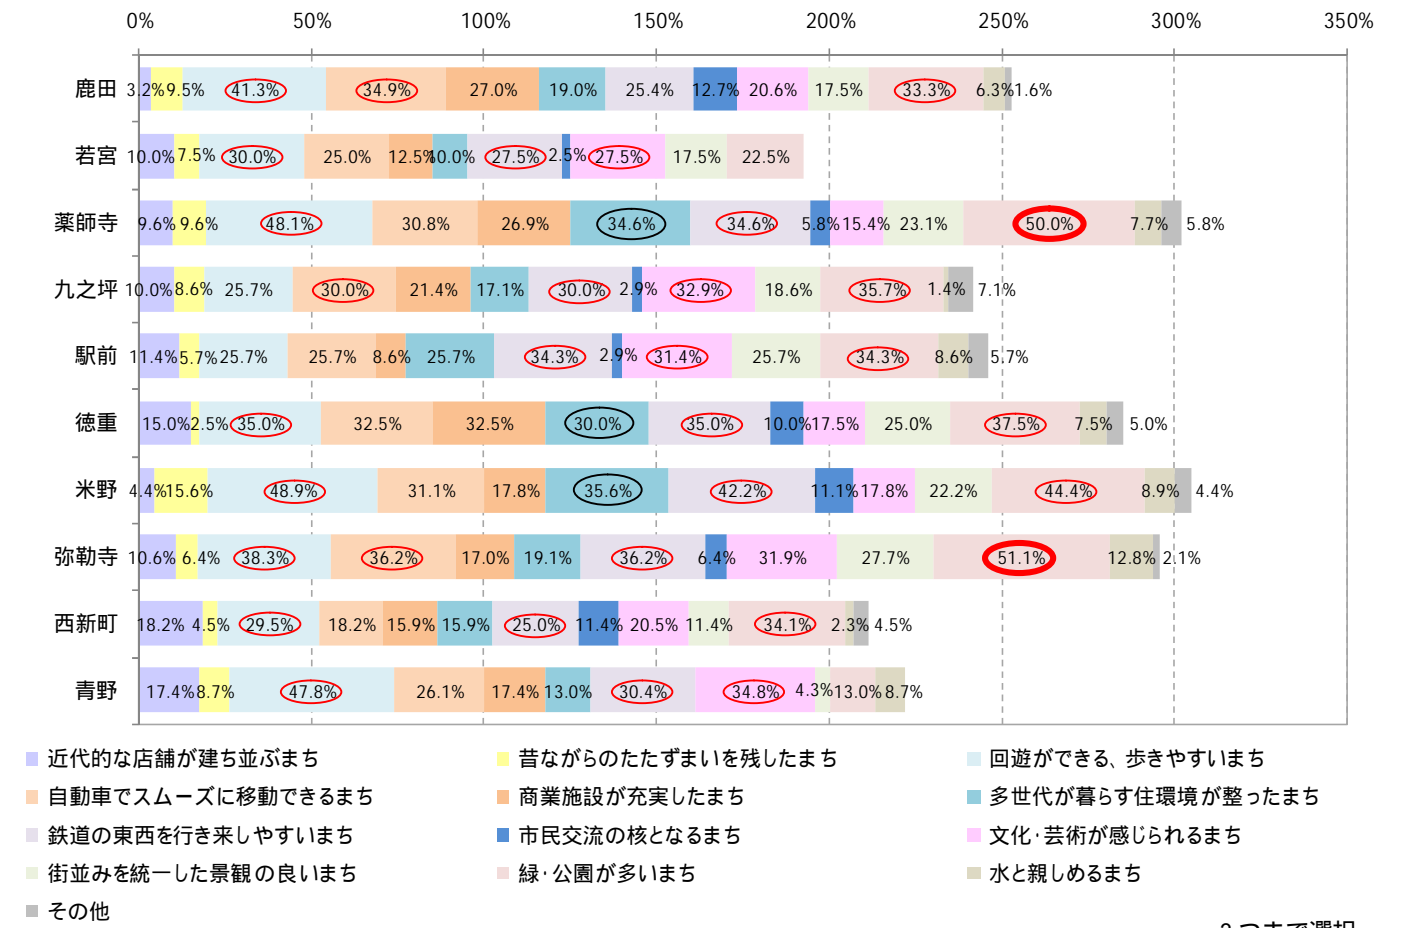 0% 50% 100% 150% 200% 250% 300% 350%
鹿田 3.2% 9.5% 41.3% 34.9% 27.0% 19.0% 25.4% 12.7% 20.6% 17.5% 33.3% 6.3% 1.6%
若宮 10.0% 7.5% 30.0% 25.0% 12.5% 10.0% 27.5% 2.5% 27.5% 17.5% 22.5%
薬師寺 9.6% 9.6% 48.1% 30.8% 26.9% 34.6% 34.6% 5.8% 15.4% 23.1% 50.0% 7.7% 5.8%
九之坪 10.0% 8.6% 25.7% 30.0% 21.4% 17.1% 30.0% 2.9% 32.9% 18.6% 35.7% 1.4% 7.1%
駅前 11.4% 5.7% 25.7% 25.7% 8.6% 25.7% 34.3% 2.9% 31.4% 25.7% 34.3% 8.6% 5.7%
徳重 15.0% 2.5% 35.0% 32.5% 32.5% 30.0% 35.0% 10.0% 17.5% 25.0% 37.5% 7.5% 5.0%
米野 4.4% 15.6% 48.9% 31.1% 17.8% 35.6% 42.2% 11.1% 17.8% 22.2% 44.4% 8.9% 4.4%
弥勒寺 10.6% 6.4% 38.3% 36.2% 17.0% 19.1% 36.2% 6.4% 31.9% 27.7% 51.1% 12.8% 2.1%
西新町 18.2% 4.5% 29.5% 18.2% 15.9% 15.9% 25.0% 11.4% 20.5% 11.4% 34.1% 2.3% 4.5%
青野 17.4% 8.7% 47.8% 26.1% 17.4% 13.0% 30.4% 34.8% 4.3% 13.0% 8.7%
近代的な店舗が建ち並ぶまち 昔ながらのたたずまいを残したまち 回遊ができる、歩きやすいまち
自動車でスムーズに移動できるまち 商業施設が充実したまち 多世代が暮らす住環境が整ったまち
鉄道の東西を行き来しやすいまち 市民交流の核となるまち 文化・芸術が感じられるまち
街並みを統一した景観の良いまち 緑・公園が多いまち 水と親しめるまち
その他